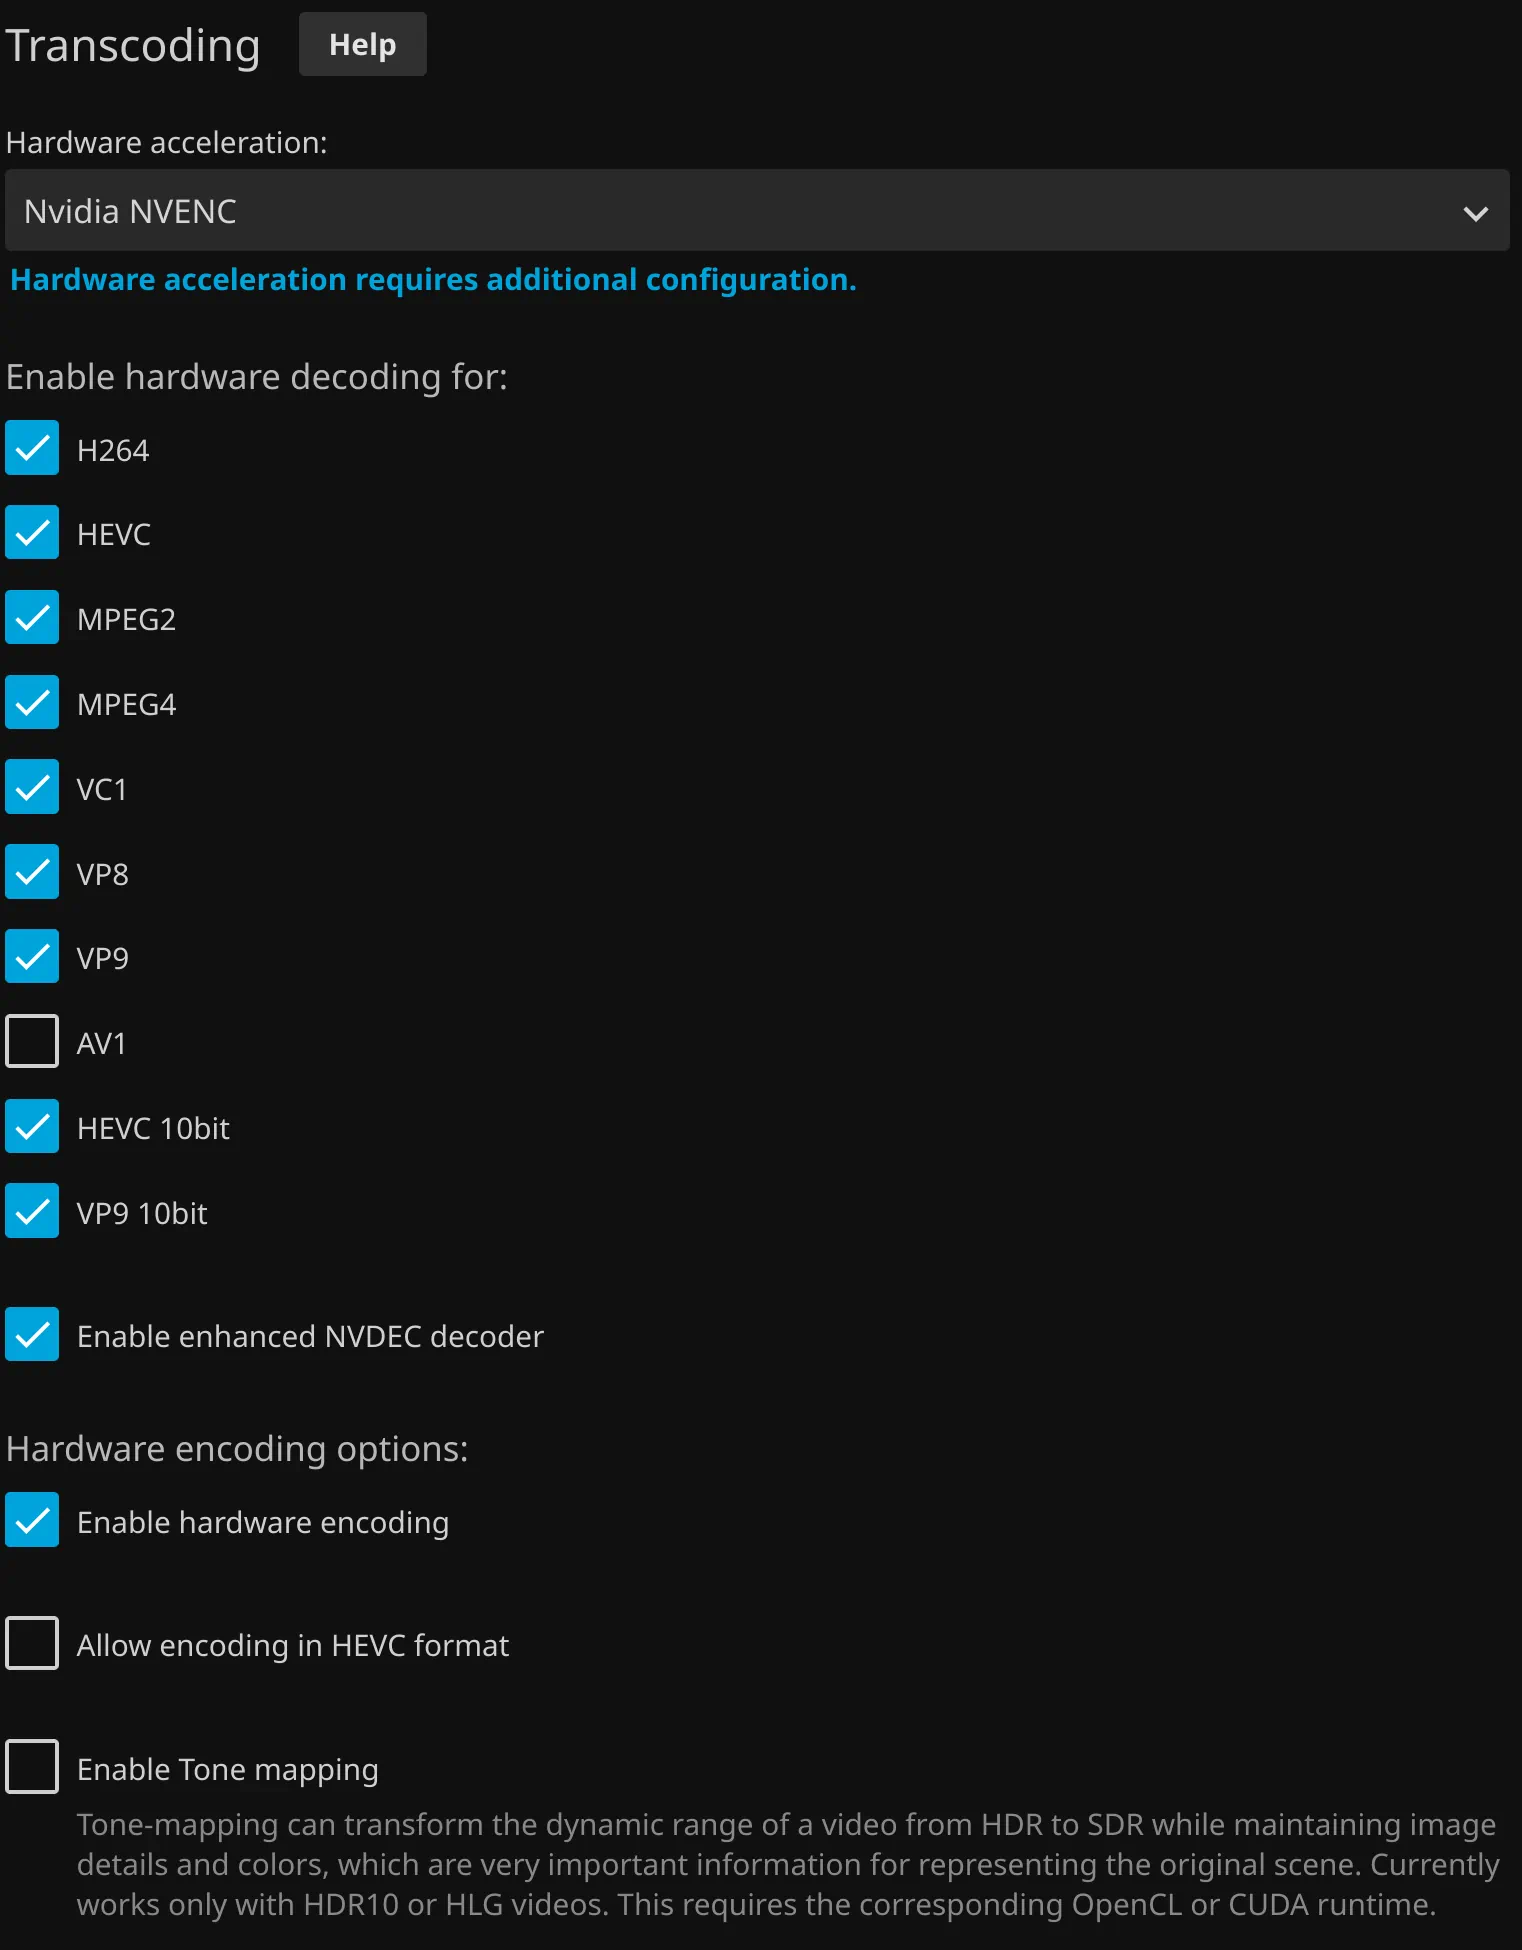 Transcoding
Help
Hardware acceleration:
Nvidia NVENC
Hardware acceleration requires additional configuration.
Enable hardware decoding for:
H264
HEVC
MPEG2
MPEG4
VC1
VP8
VP9
AV1
HEVC 10bit
VP9 10bit
Enable enhanced NVDEC decoder
Hardware encoding options:
Enable hardware encoding
Allow encoding in HEVC format
Enable Tone mapping
Tone-mapping can transform the dynamic range of a video from HDR to SDR while maintaining image
details and colors, which are very important information for representing the original scene. Currently
works only with HDR10 or HLG videos. This requires the corresponding OpenCL or CUDA runtime.